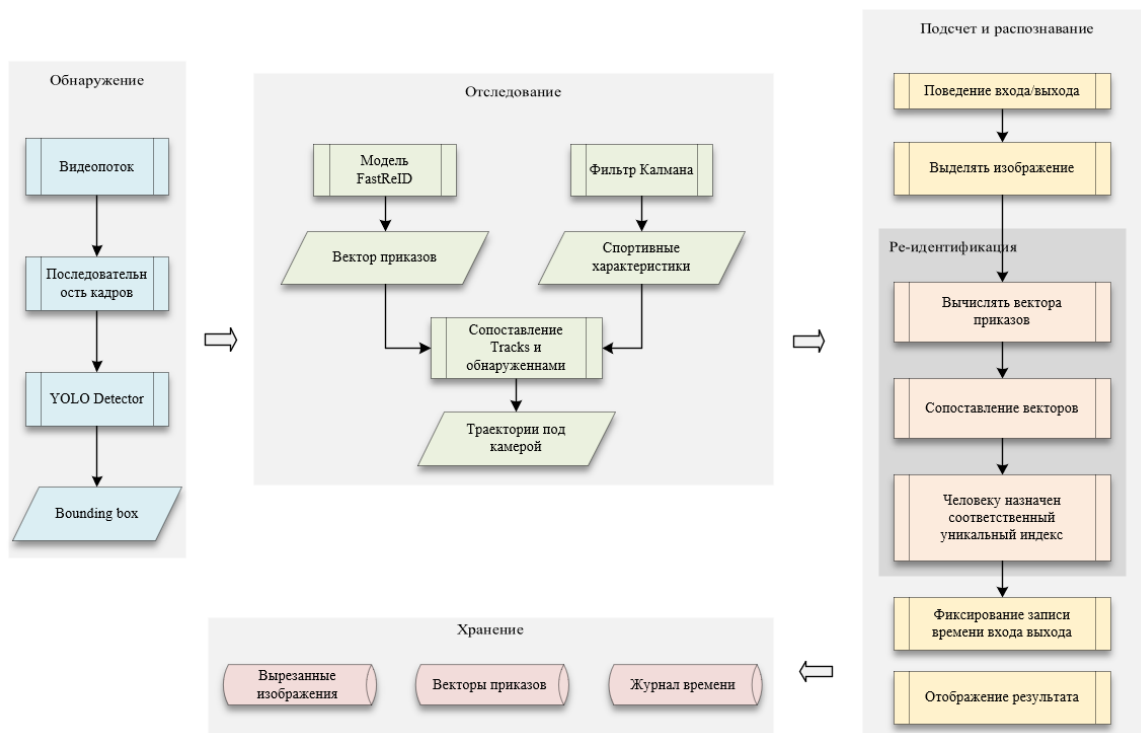 Обнаружение
Видеопоток
Последовательн
ость кадров
YOLO Detector
Bounding box
Отследование
Модель
FastReID
Фильтр Калмана
Вектор приказов
Спортивные
характеристики
Сопоставление
Tracks и
обнаруженнами
Траектории под
камерой
Подсчет и распознавание
Поведение входа/выхода
Выделять изображение
Ре-идентификация
Вычислять вектора
приказов
Сопоставление векторов
Человеку назначен
соответственный
уникальный индекс
Фиксирование записи
времени входа выхода
Отображение результата
Хранение
Вырезанные
изображения
Векторы приказов
Журнал времени